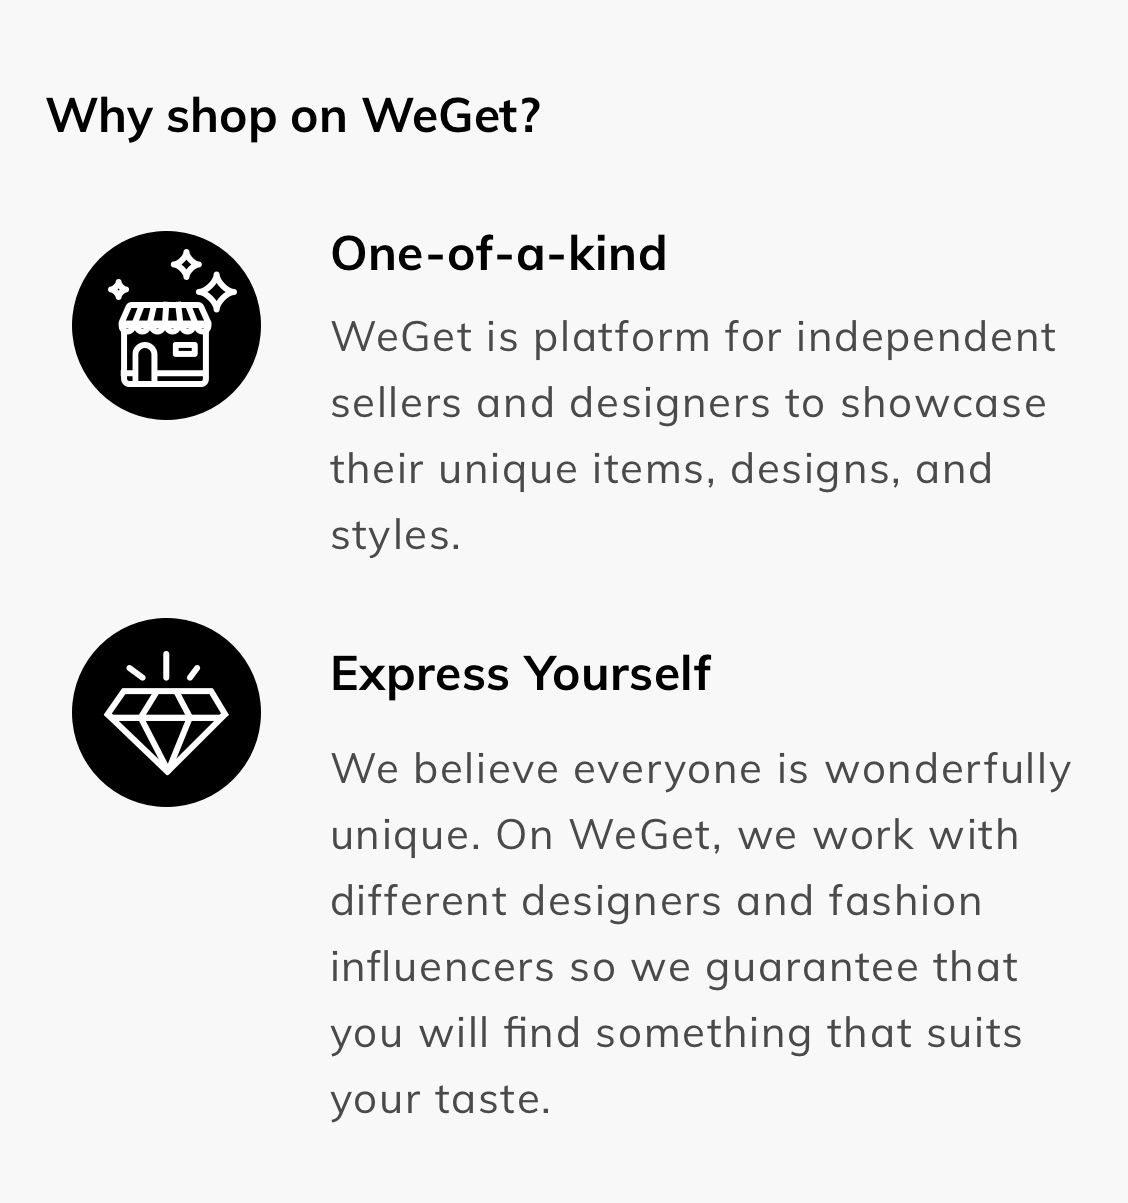 Why shop on WeGet?
One-of-a-kind
WeGet is platform for independent
sellers and designers to showcase
their unique items, designs, and
styles.
Express Yourself
We believe everyone is wonderfully
unique. On WeGet, we work with
different designers and fashion
influencers so we guarantee that
you will find something that suits
your taste.